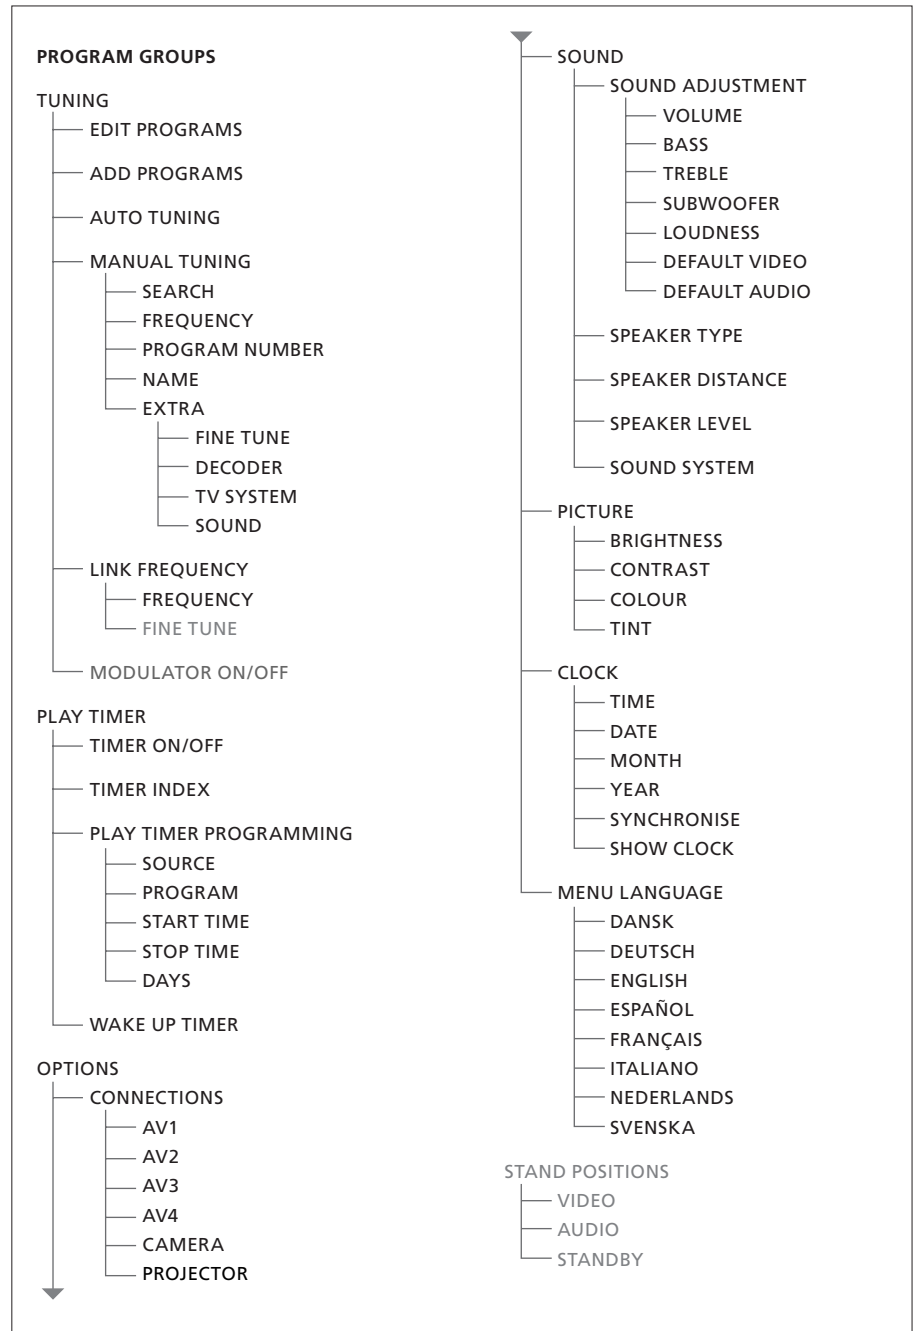 PROGRAM GROUPS
TUNING
EDIT PROGRAMS
ADD PROGRAMS
AUTO TUNING
MANUAL TUNING
SEARCH
FREQUENCY
PROGRAM NUMBER
NAME
EXTRA
FINE TUNE
DECODER
TV SYSTEM
SOUND
LINK FREQUENCY
FREQUENCY
FINE TUNE
MODULATOR ON/OFF
PLAY TIMER
TIMER ON/OFF
TIMER INDEX
PLAY TIMER PROGRAMMING
SOURCE
PROGRAM
START TIME
STOP TIME
DAYS
WAKE UP TIMER
OPTIONS
CONNECTIONS
AV1
AV2
AV3
AV4
CAMERA
PROJECTOR
SOUND
SOUND ADJUSTMENT
VOLUME
BASS
TREBLE
SUBWOOFER
LOUDNESS
DEFAULT VIDEO
DEFAULT AUDIO
SPEAKER TYPE
SPEAKER DISTANCE
SPEAKER LEVEL
SOUND SYSTEM
PICTURE
BRIGHTNESS
CONTRAST
COLOUR
TINT
CLOCK
TIME
DATE
MONTH
YEAR
SYNCHRONISE
SHOW CLOCK
MENU LANGUAGE
DANSK
DEUTSCH
ENGLISH
ESPAÑOL
FRANÇAIS
ITALIANO
NEDERLANDS
SVENSKA
STAND POSITIONS
VIDEO
AUDIO
STANDBY